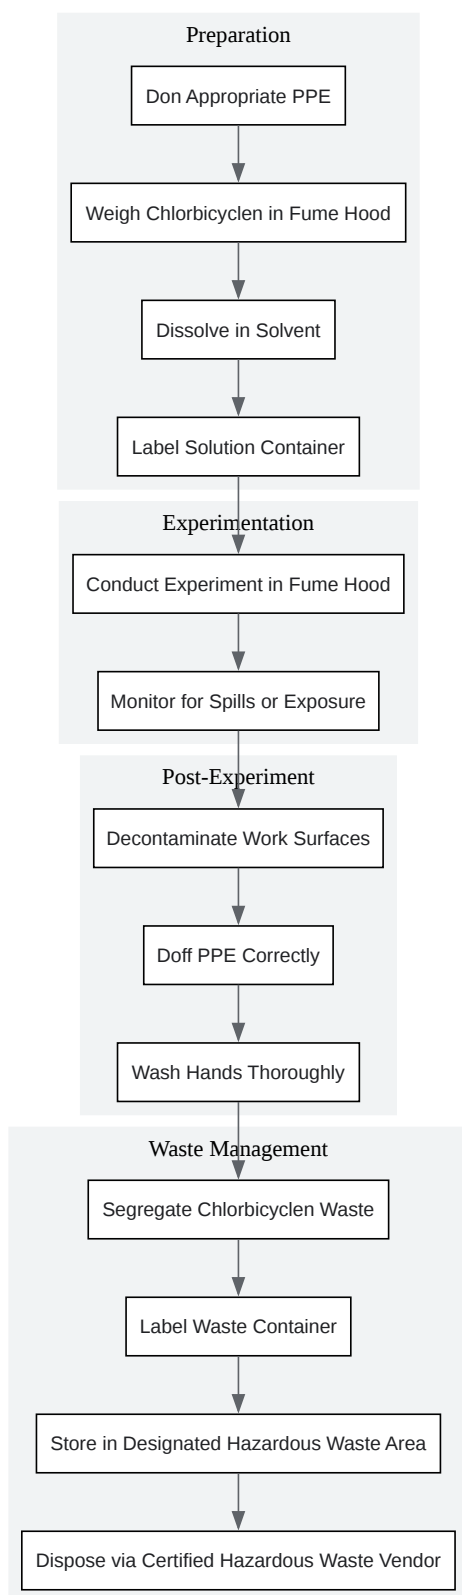 Preparation
Don Appropriate PPE
Weigh Chlorbicyclen in Fume Hood
Dissolve in Solvent
Label Solution Container
Experimentation
Conduct Experiment in Fume Hood
Monitor for Spills or Exposure
Post-Experiment
Decontaminate Work Surfaces
Doff PPE Correctly
Wash Hands Thoroughly
Waste Management
Segregate Chlorbicyclen Waste
Label Waste Container
Store in Designated Hazardous Waste Area
Dispose via Certified Hazardous Waste Vendor